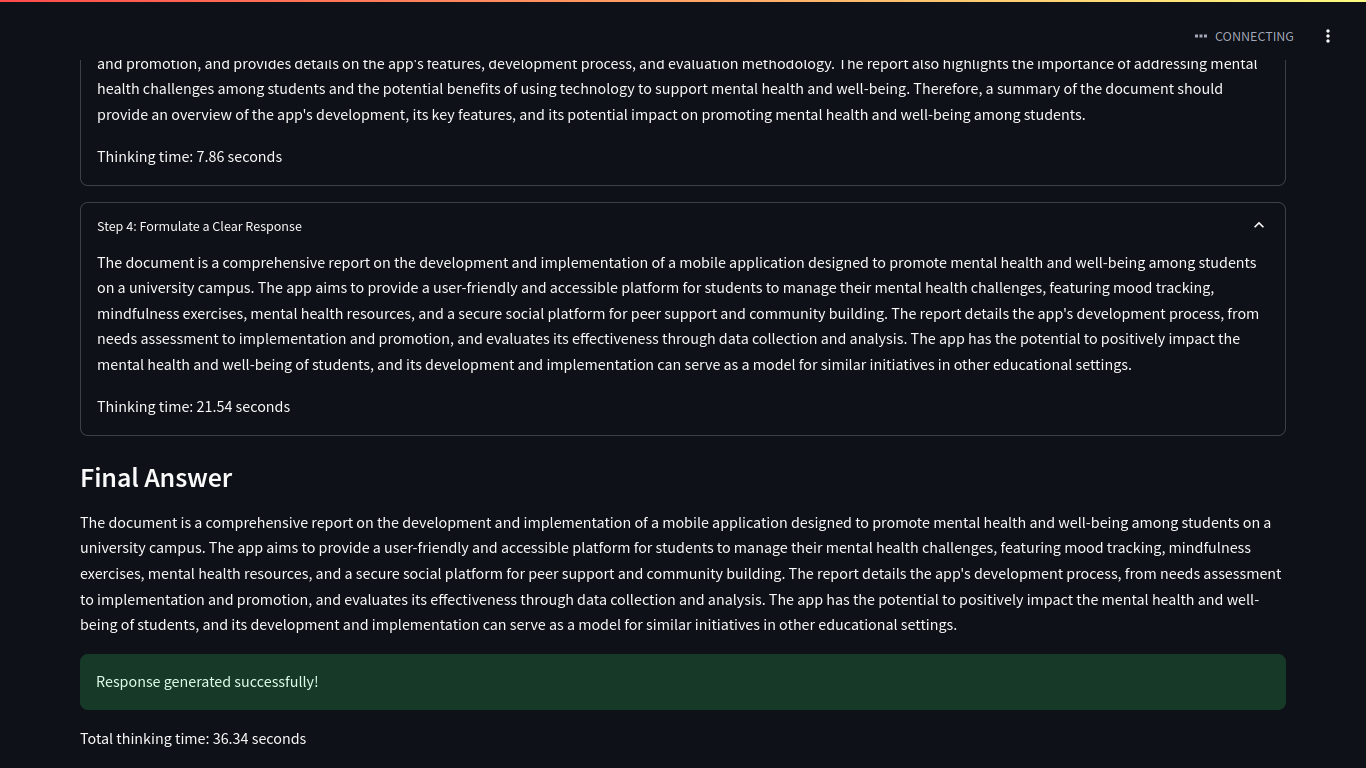 CONNECTING
and promotion, and provides details on the app's features, development process, and evaluation methodology. The report also highlights the importance of addressing mental
health challenges among students and the potential benefits of using technology to support mental health and well-being. Therefore, a summary of the document should
provide an overview of the app's development, its key features, and its potential impact on promoting mental health and well-being among students.
Thinking time: 7.86 seconds
Step 4: Formulate a Clear Response
The document is a comprehensive report on the development and implementation of a mobile application designed to promote mental health and well-being among students
on a university campus. The app aims to provide a user-friendly and accessible platform for students to manage their mental health challenges, featuring mood tracking,
mindfulness exercises, mental health resources, and a secure social platform for peer support and community building. The report details the app's development process, from
needs assessment to implementation and promotion, and evaluates its effectiveness through data collection and analysis. The app has the potential to positively impact the
mental health and well-being of students, and its development and implementation can serve as a model for similar initiatives in other educational settings.
Thinking time: 21.54 seconds
Final Answer
The document is a comprehensive report on the development and implementation of a mobile application designed to promote mental health and well-being among students on a
university campus. The app aims to provide a user-friendly and accessible platform for students to manage their mental health challenges, featuring mood tracking, mindfulness
exercises, mental health resources, and a secure social platform for peer support and community building. The report details the app's development process, from needs assessment
to implementation and promotion, and evaluates its effectiveness through data collection and analysis. The app has the potential to positively impact the mental health and well-
being of students, and its development and implementation can serve as a model for similar initiatives in other educational settings.
Response generated successfully!
Total thinking time: 36.34 seconds